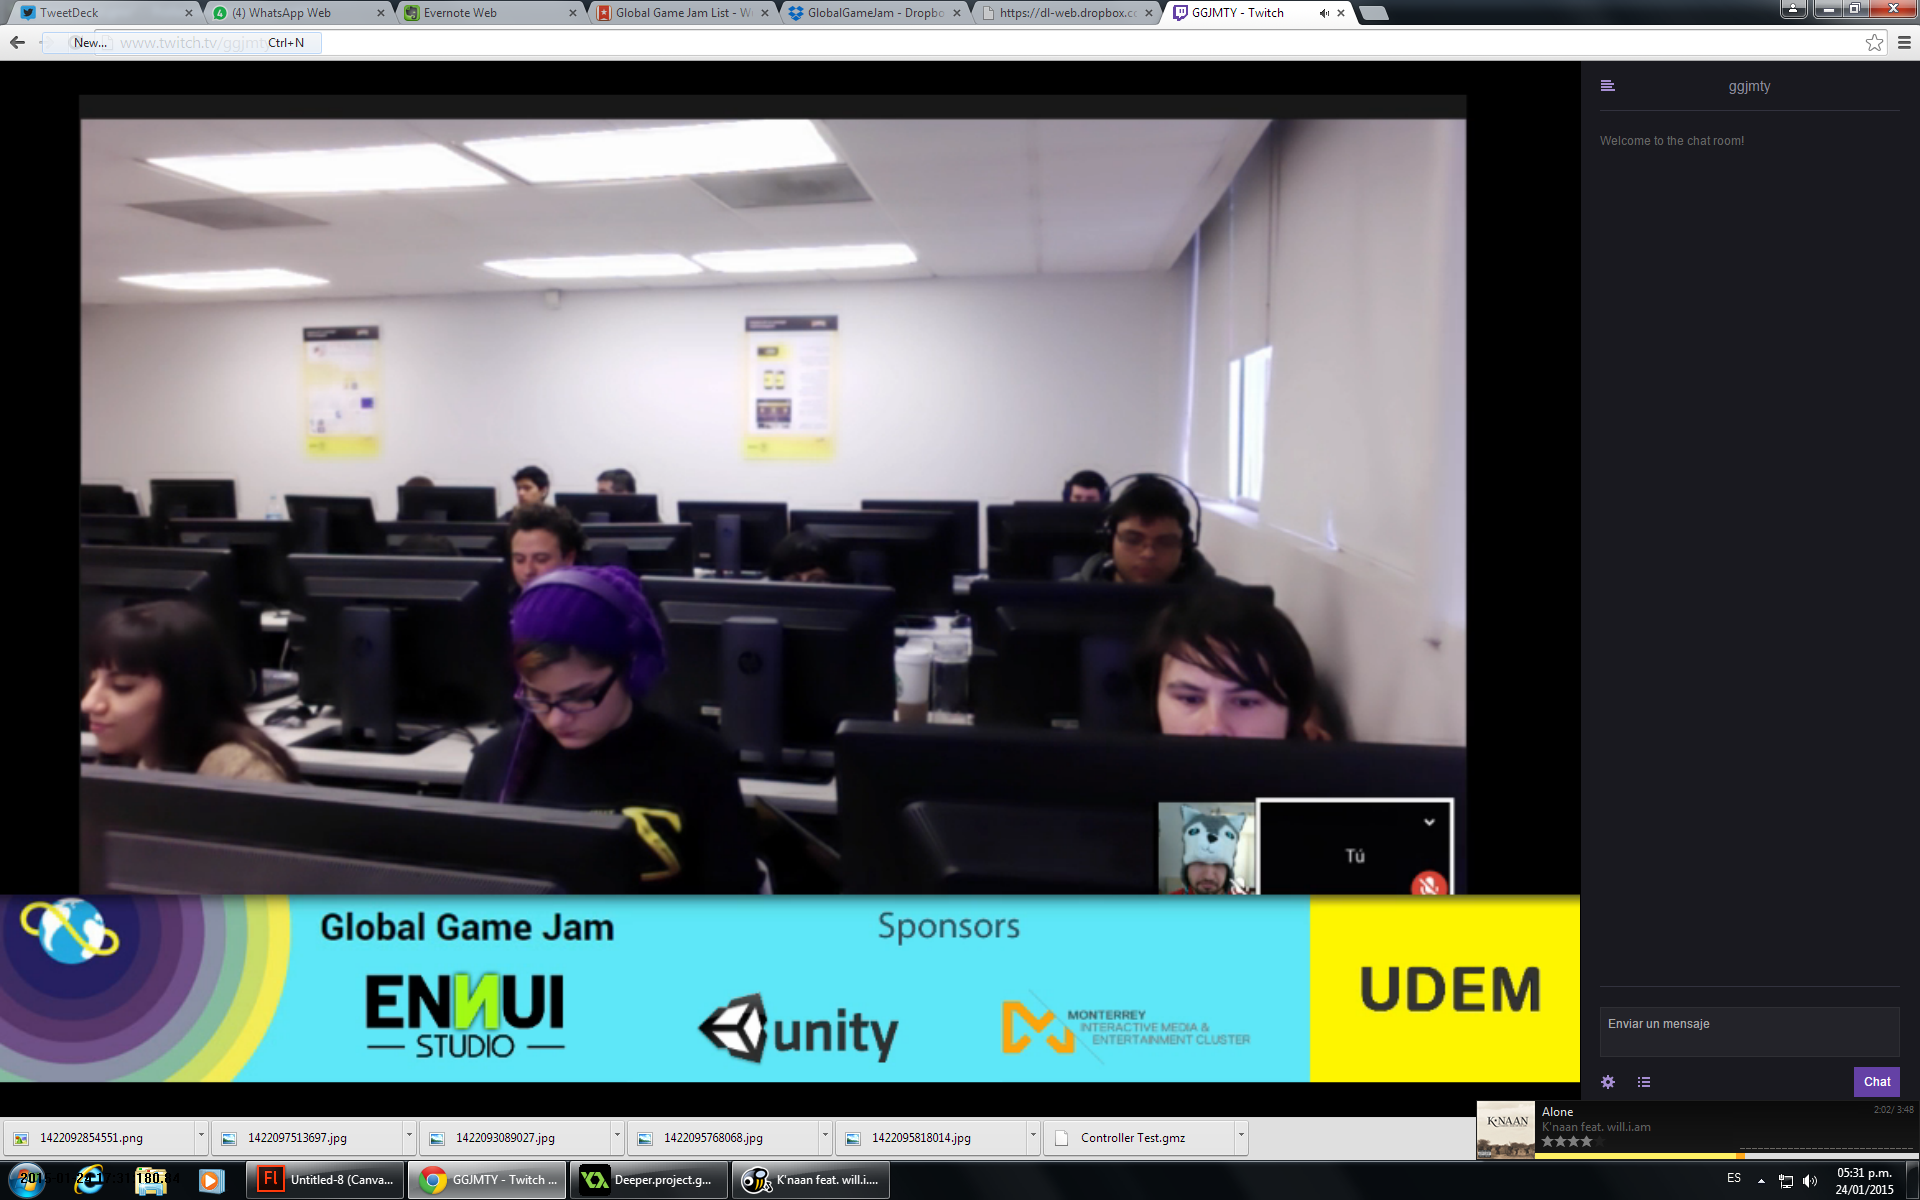 TweetDeck
(4) WhatsApp Web
Evernote Web
Global Game Jam List - W
GlobalGameJam - Dropbo
https://dl-web.dropbox.c
GGJMTY - Twitch
New...
www.twitch.tv/ggjmt
Ctrl+N
ggjmty
Welcome to the chat room!
Tú
Global Game Jam
Sponsors
ENNUI
STUDIO
unity
MONTERREY
INTERACTIVE MEDIA &
ENTERTAINMENT CLUSTER
UDEM
Enviar un mensaje
Chat
1422092854551.png
1422097513697.jpg
1422093089027.jpg
1422095768068.jpg
1422095818014.jpg
Controller Test.gmz
K'NAAN
Alone
2:02/ 3:48
K'naan feat. will.i.am
Untitled-8 (Canva...
GGJMTY - Twitch ...
Deeper.project.g...
K'naan feat. will.i....
ES
05:31 p.m.
24/01/2015